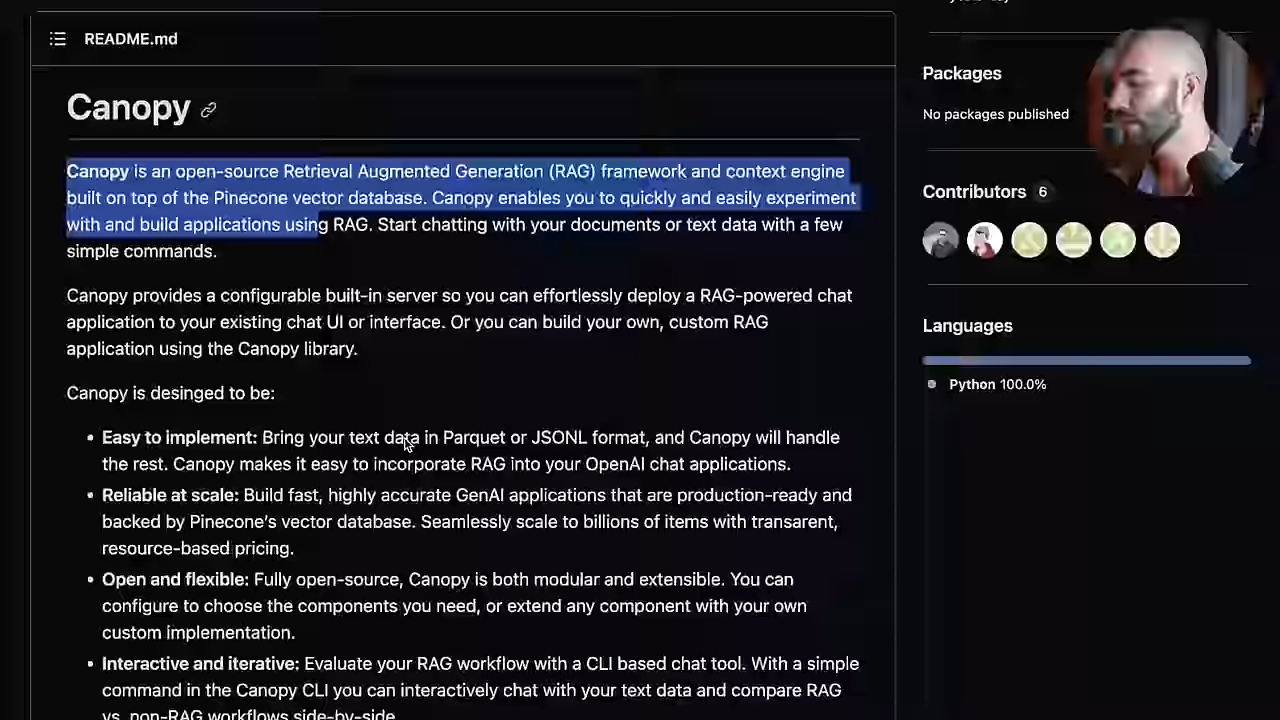 README.md
Canopy
Canopy is an open-source Retrieval Augmented Generation (RAG) framework and context engine
built on top of the Pinecone vector database. Canopy enables you to quickly and easily experiment
with and build applications using RAG. Start chatting with your documents or text data with a few
simple commands.
Canopy provides a configurable built-in server so you can effortlessly deploy a RAG-powered chat
application to your existing chat UI or interface. Or you can build your own, custom RAG
application using the Canopy library.
Canopy is desinged to be:
• Easy to implement: Bring your text data in Parquet or JSONL format, and Canopy will handle
the rest. Canopy makes it easy to incorporate RAG into your OpenAI chat applications.
• Reliable at scale: Build fast, highly accurate GenAI applications that are production-ready and
backed by Pinecone's vector database. Seamlessly scale to billions of items with transarent,
resource-based pricing.
• Open and flexible: Fully open-source, Canopy is both modular and extensible. You can
configure to choose the components you need, or extend any component with your own
custom implementation.
• Interactive and iterative: Evaluate your RAG workflow with a CLI based chat tool. With a simple
command in the Canopy CLI you can interactively chat with your text data and compare RAG
vs. non-RAG workflows side-by-side.
Packages
No packages published
Contributors 6
Languages
Python 100.0%